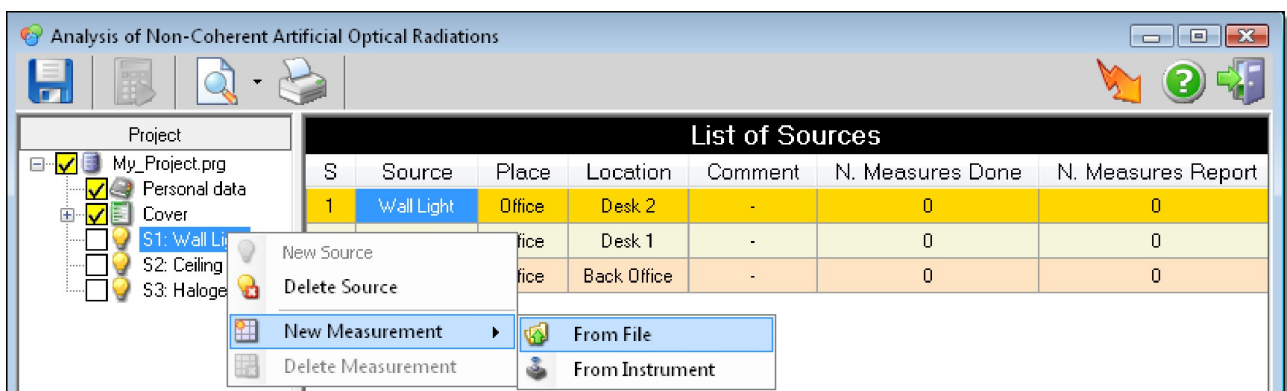 Analysis of Non-Coherent Artificial Optical Radiations
Project
List of Sources
My_Project.prg
S Source Place Location Comment N. Measures Done N. Measures Report
Personal data
Cover
1 Wall Light Office Desk 2 - 0 0
S1: Wall Lig
fice Desk 1 - 0 0
S2: Ceiling
fice Back Office - 0 0
S3: Haloge
New Source
Delete Source
New Measurement
From File
Delete Measurement
From Instrument